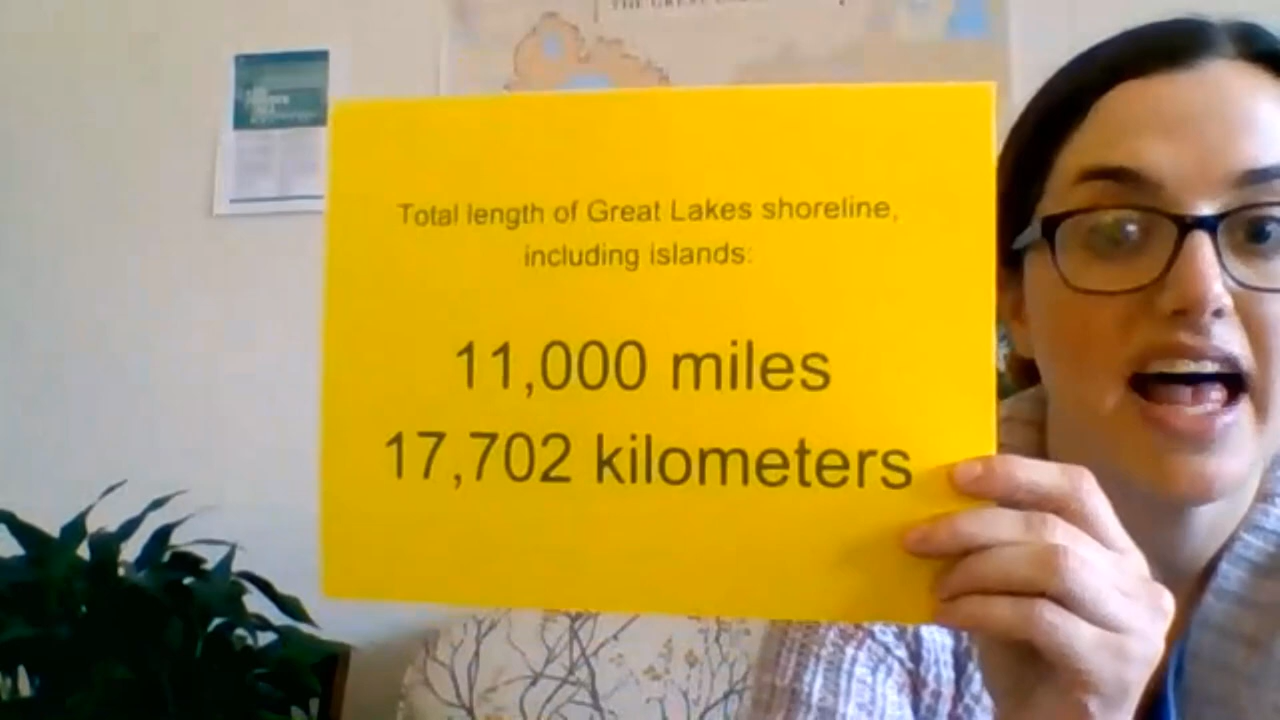 Total length of Great Lakes shoreline,
including islands:
11,000 miles
17,702 kilometers